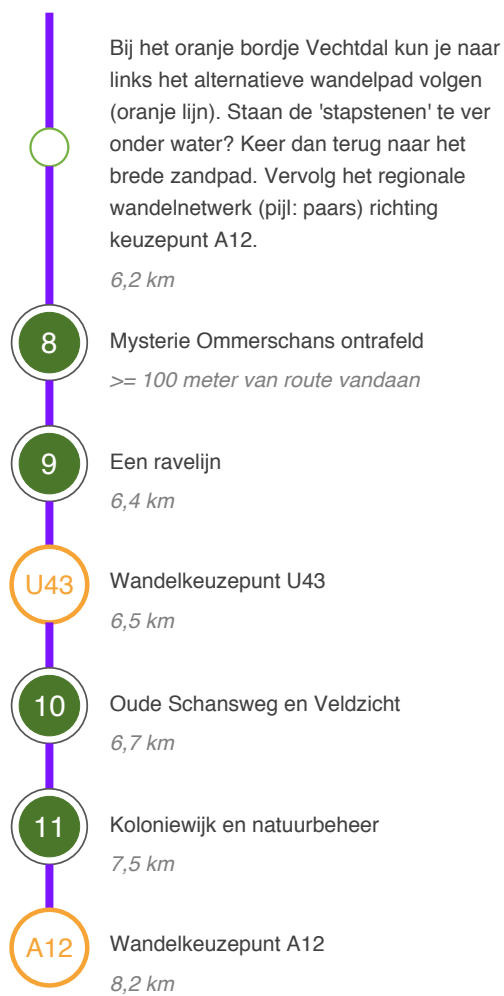 Bij het oranje bordje Vechtdal kun je naar
links het alternatieve wandelpad volgen
(oranje lijn). Staan de 'stapstenen' te ver
onder water? Keer dan terug naar het
brede zandpad. Vervolg het regionale
wandelnetwerk (pijl: paars) richting
keuzepunt A12.
6,2 km
8 Mysterie Ommerschans ontrafeld
>= 100 meter van route vandaan
9 Een ravelijn
6,4 km
U43 Wandelkeuzepunt U43
6,5 km
10 Oude Schansweg en Veldzicht
6,7 km
11 Koloniewijk en natuurbeheer
7,5 km
A12 Wandelkeuzepunt A12
8,2 km